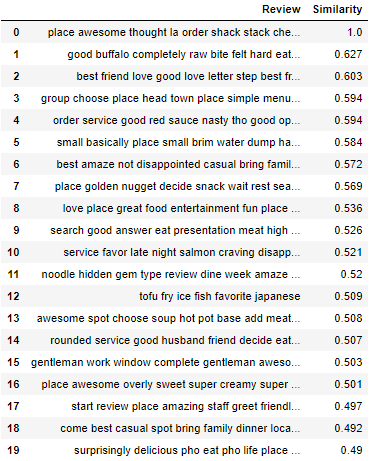 Review Similarity
0 place awesome thought la order shack stack che... 1.0
1 good buffalo completely raw bite felt hard eat... 0.627
2 best friend love good love letter step best fr... 0.603
3 group choose place head town place simple menu... 0.594
4 order service good red sauce nasty tho good op... 0.594
5 small basically place small brim water dump ha... 0.584
6 best amaze not disappointed casual bring famil... 0.572
7 place golden nugget decide snack wait rest sea... 0.569
8 love place great food entertainment fun place ... 0.536
9 search good answer eat presentation meat high ... 0.526
10 service favor late night salmon craving disapp... 0.521
11 noodle hidden gem type review dine week amaze ... 0.52
12 tofu fry ice fish favorite japanese 0.509
13 awesome spot choose soup hot pot base add meat... 0.508
14 rounded service good husband friend decide eat... 0.507
15 gentleman work window complete gentleman aweso... 0.503
16 place awesome overly sweet super creamy super ... 0.501
17 start review place amazing staff greet friendl... 0.497
18 come best casual spot bring family dinner loca... 0.492
19 surprisingly delicious pho eat pho life place ... 0.49